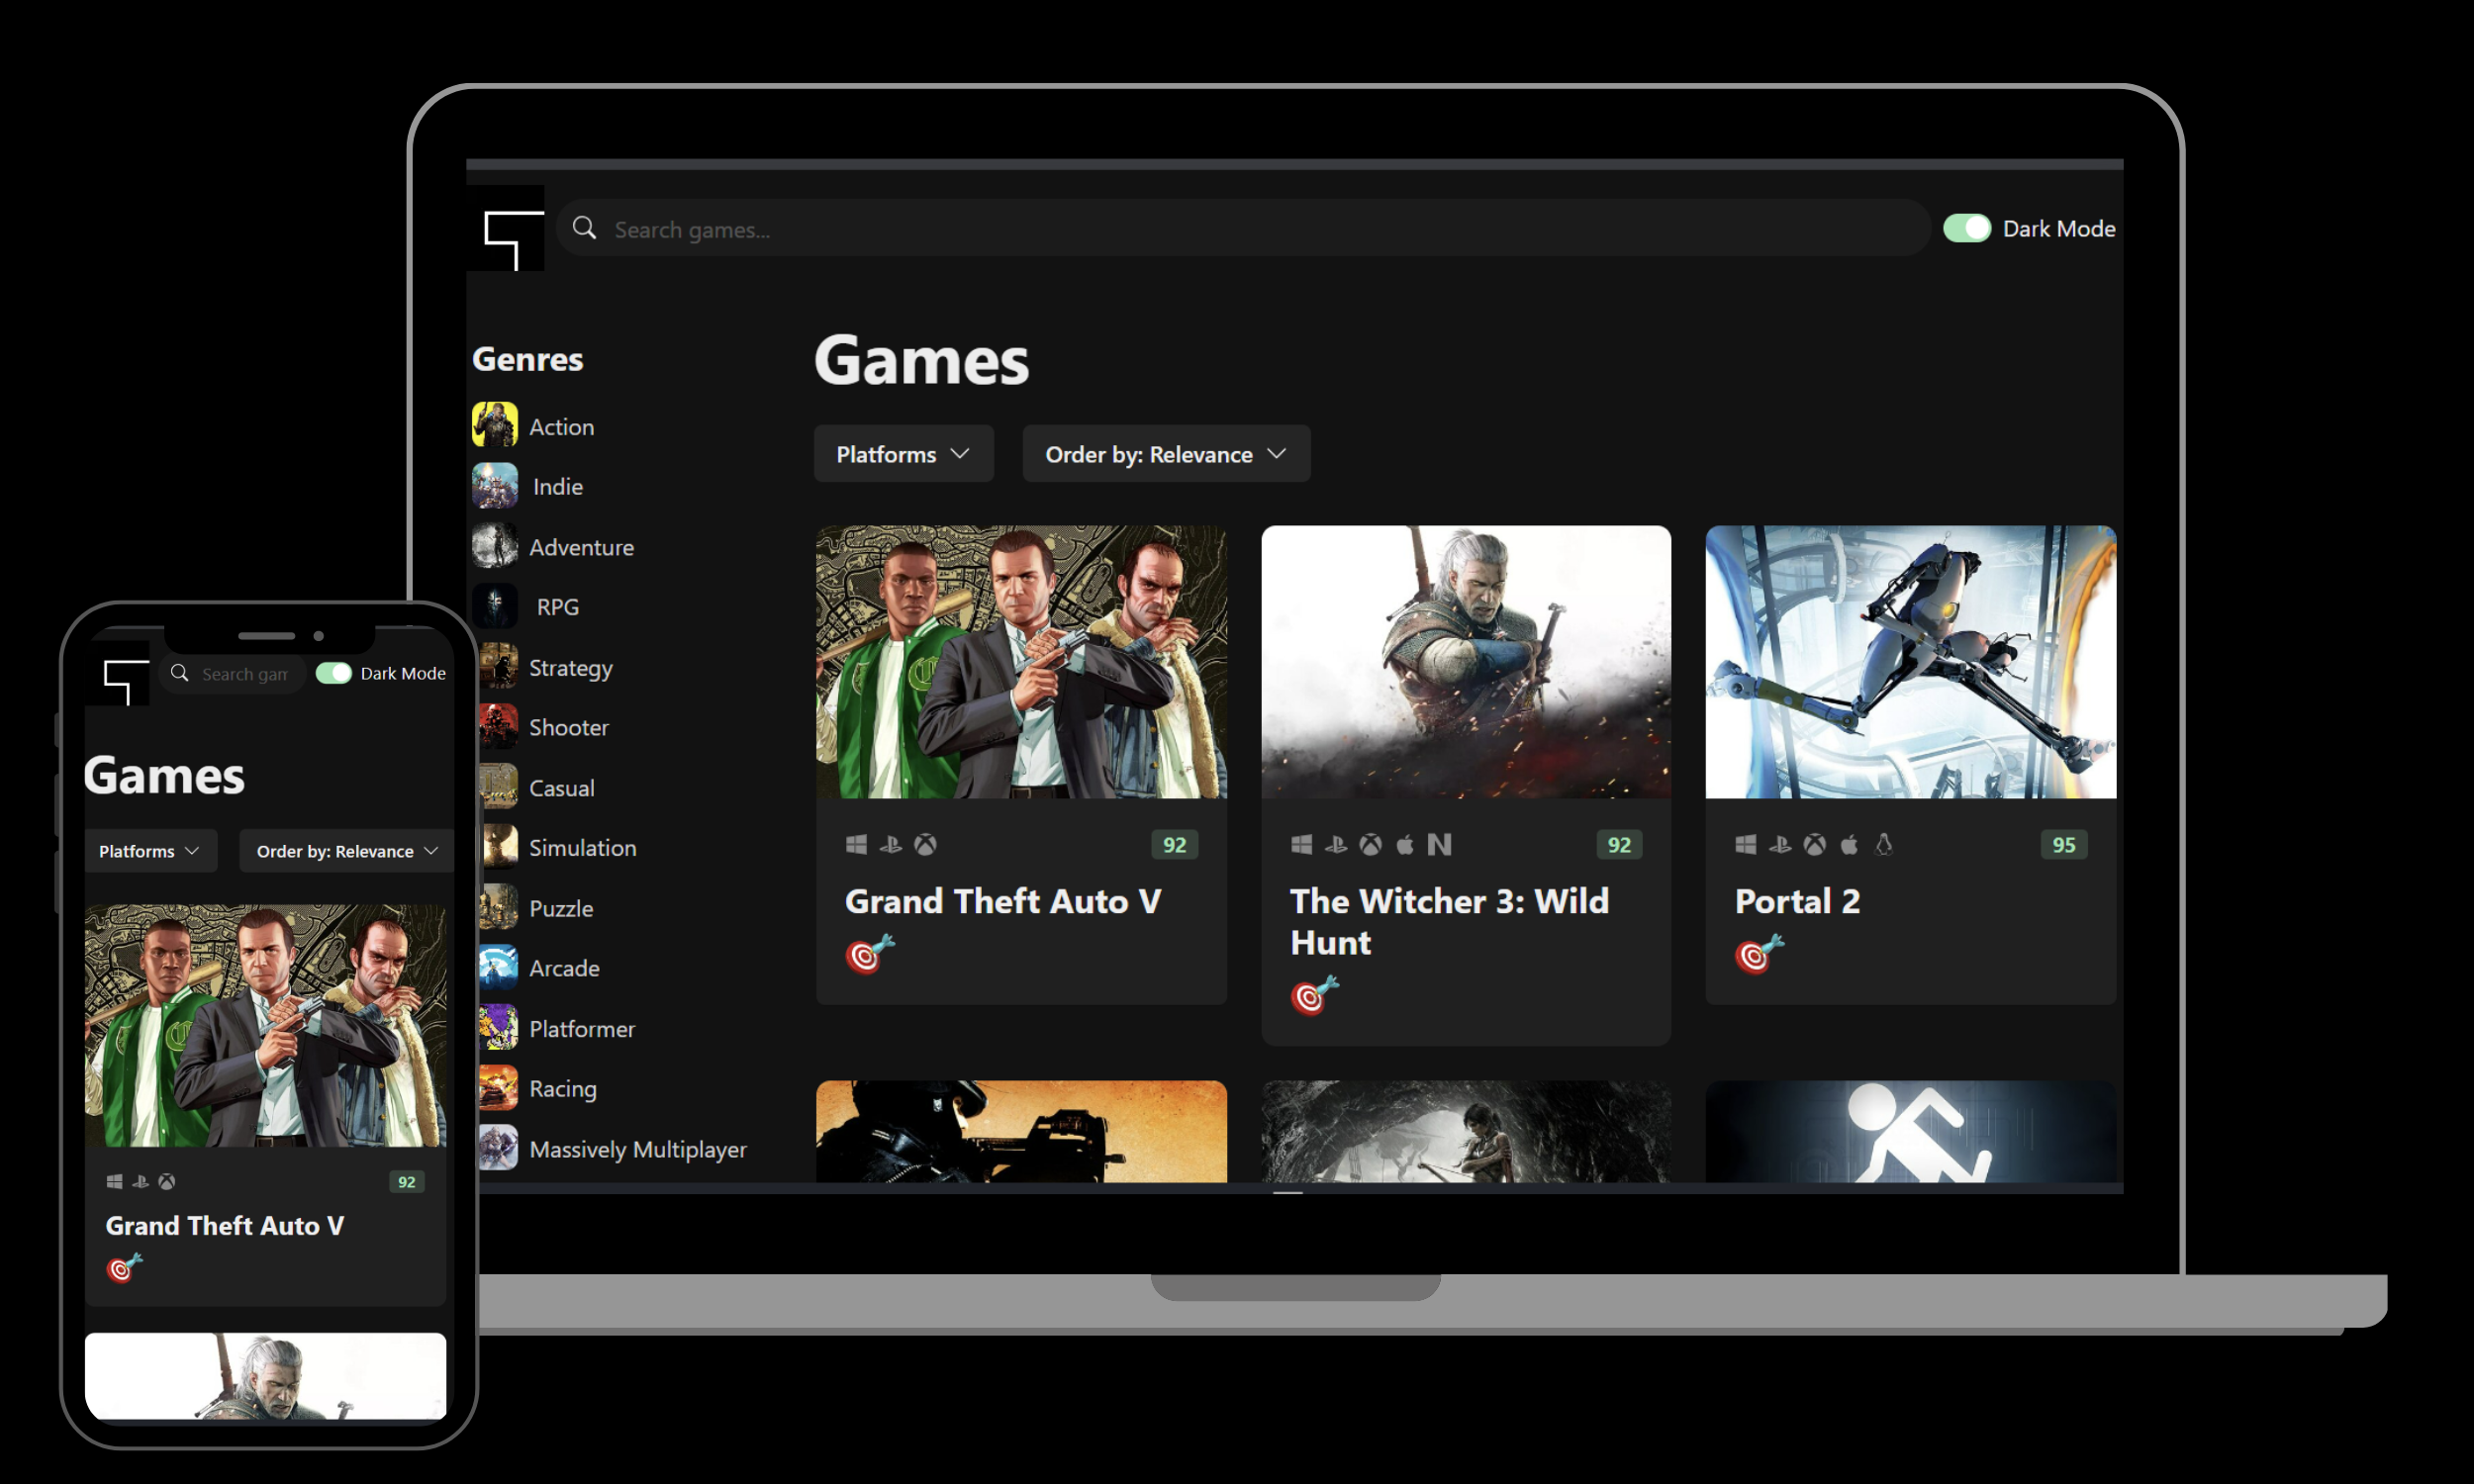 Search games...
Dark Mode
Genres
Action
Indie
Adventure
RPG
Strategy
Shooter
Casual
Simulation
Puzzle
Arcade
Platformer
Racing
Massively Multiplayer
Games
Platforms
Order by: Relevance
92
Grand Theft Auto V
92
The Witcher 3: Wild
Hunt
95
Portal 2
Search gam
Dark Mode
Games
Platforms
Order by: Relevance
92
Grand Theft Auto V